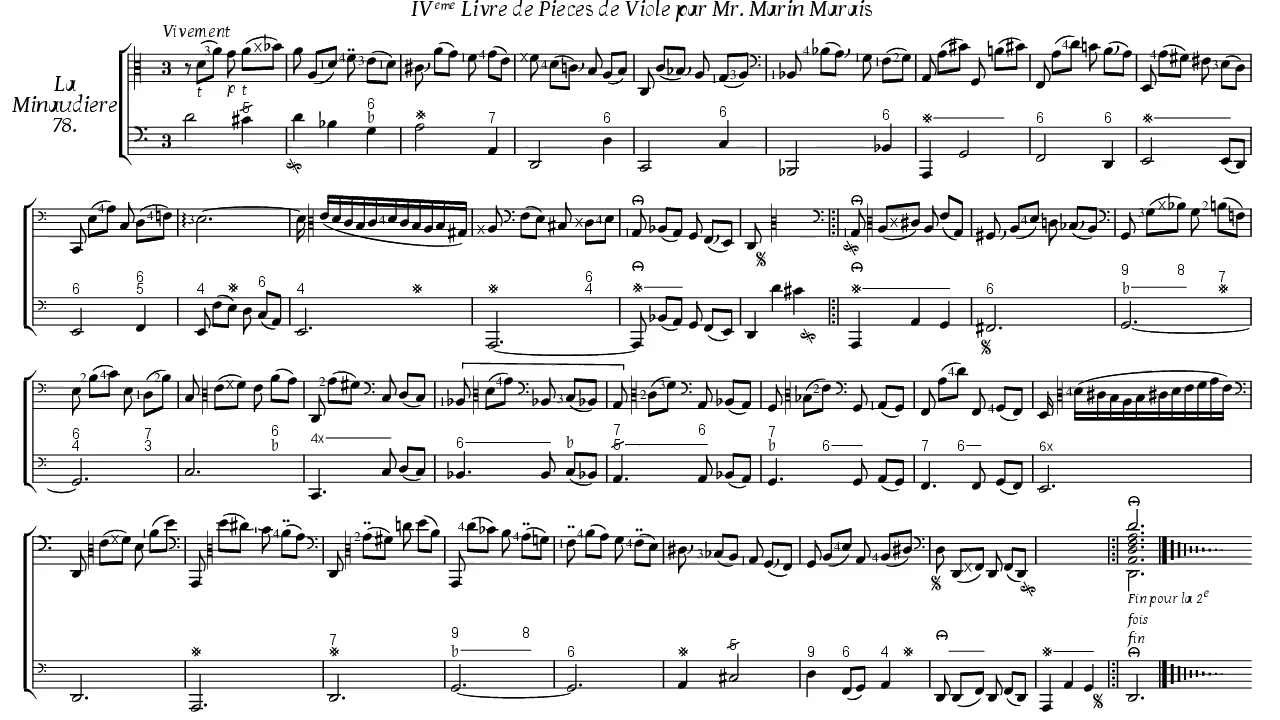 IVeme Livre de Pieces de Viole par Mr. Marin Marais
Vivement
La
Minaudiere
78.
t p t
Fin pour la 2e
fois
fin